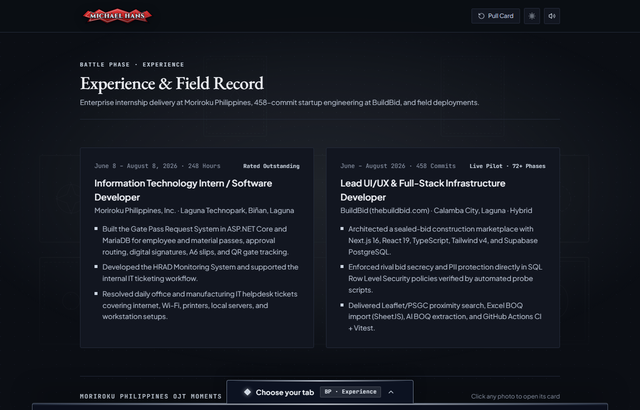 MICHAEL HANS
Pull Card
BATTLE PHASE · EXPERIENCE
Experience & Field Record
Enterprise internship delivery at Moriroku Philippines, 458-commit startup engineering at BuildBid, and field deployments.
June 8 – August 8, 2026 · 248 Hours
Rated Outstanding
Information Technology Intern / Software
Developer
Moriroku Philippines, Inc. · Laguna Technopark, Biñan, Laguna
Built the Gate Pass Request System in ASP.NET Core and
MariaDB for employee and material passes, approval
routing, digital signatures, A6 slips, and QR gate tracking.
Developed the HRAD Monitoring System and supported the
internal IT ticketing workflow.
Resolved daily office and manufacturing IT helpdesk tickets
covering internet, Wi-Fi, printers, local servers, and
workstation setups.
June – August, 2026 · 458 Commits
Live Pilot · 72+ Phases
Lead UI/UX & Full-Stack Infrastructure
Developer
BuildBid (thebuildbid.com) · Calamba City, Laguna · Hybrid
Architected a sealed-bid construction marketplace with
Next.js 16, React 19, TypeScript, Tailwind v4, and Supabase
PostgreSQL.
Enforced rival bid secrecy and PII protection directly in SQL
Row Level Security policies verified by automated probe
scripts.
Delivered Leaflet/PSGC proximity search, Excel BOQ
import (SheetJS), AI BOQ extraction, and GitHub Actions CI
+ Vitest.
MORIROKU PHILIPPINES OJT MOMENTS
Choose your tab
BP · Experience
Click any photo to open its card